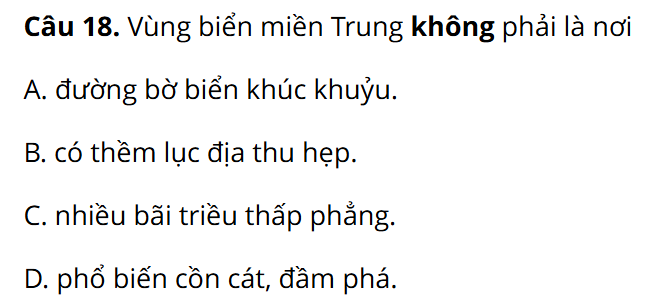 Câu 18. Vùng biển miền Trung không phải là nơi
A. đường bờ biển khúc khuỷu.
B. có thềm lục địa thu hẹp.
C. nhiều bãi triều thấp phẳng.
D. phổ biến cồn cát, đầm phá.